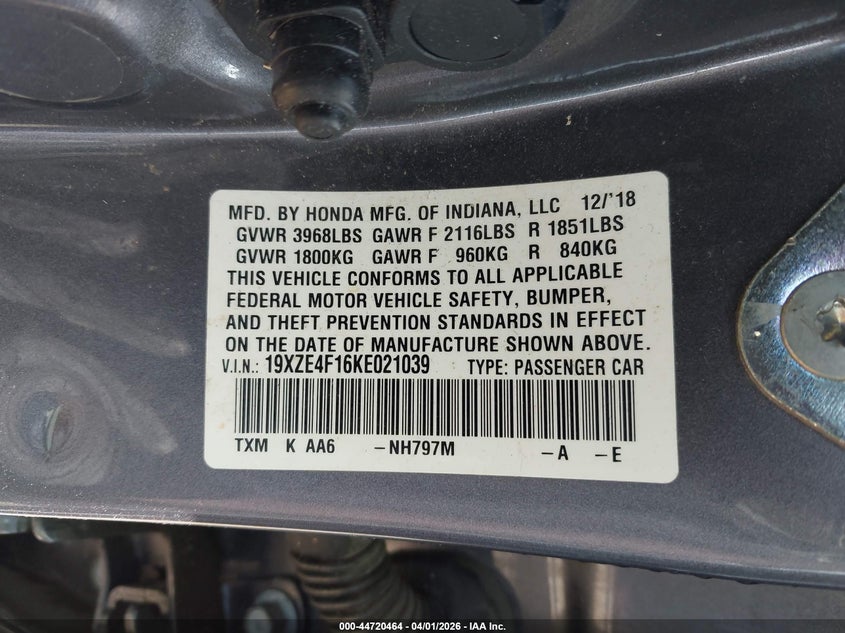 MFD. BY HONDA MFG. OF INDIANA, LLC 12/'18
GVWR 3968LBS GAWR F 2116LBS R 1851LBS
GVWR 1800KG GAWR F 960KG R 840KG
THIS VEHICLE CONFORMS TO ALL APPLICABLE
FEDERAL MOTOR VEHICLE SAFETY, BUMPER,
AND THEFT PREVENTION STANDARDS IN EFFECT
ON THE DATE OF MANUFACTURE SHOWN ABOVE.
V.I.N.: 19XZE4F16KE021039 TYPE: PASSENGER CAR
TXM K AA6 -NH797M -A -E
000-44720464 - 04/01/2026 - IAA Inc.